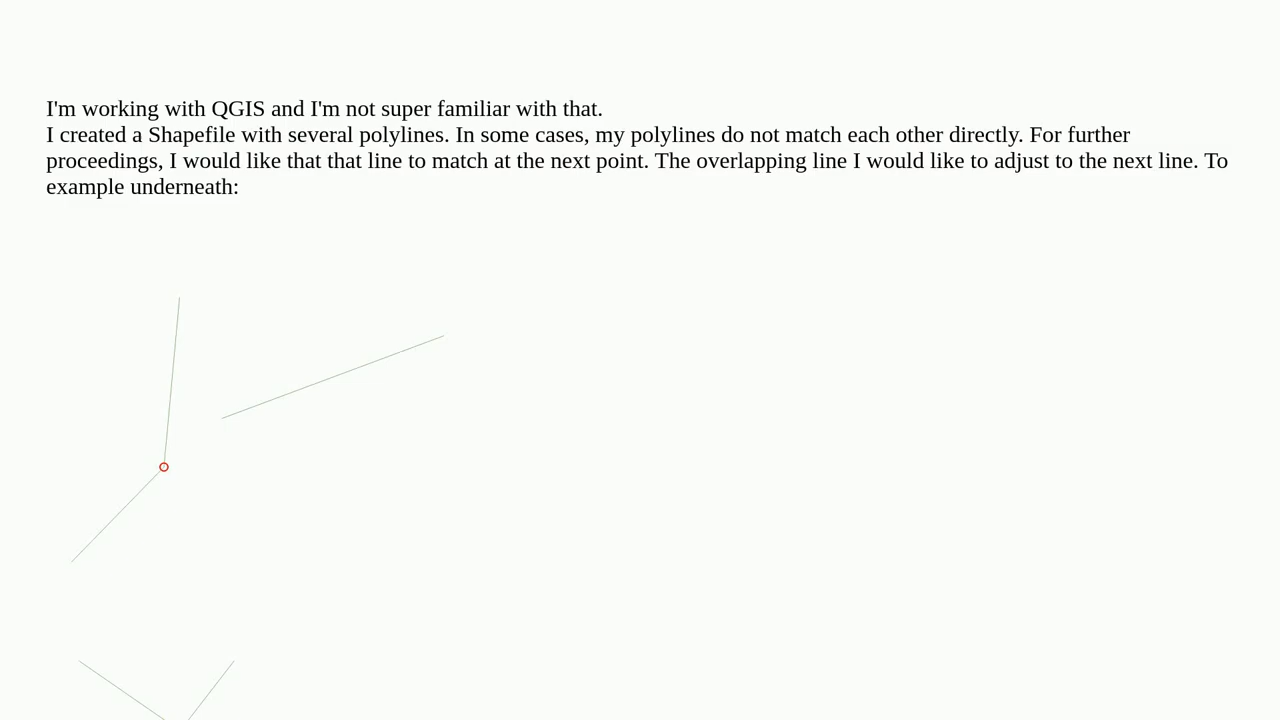 I'm working with QGIS and I'm not super familiar with that.
I created a Shapefile with several polylines. In some cases, my polylines do not match each other directly. For further
proceedings, I would like that that line to match at the next point. The overlapping line I would like to adjust to the next line. To
example underneath: